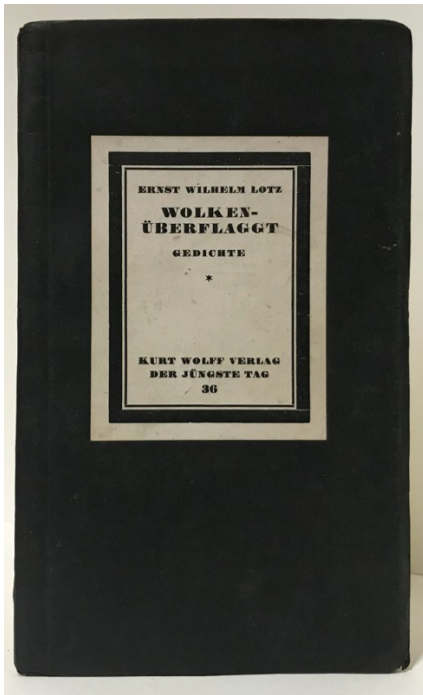 ERNST WILHELM LOTZ
WOLKEN-
ÜBERFLAGGT
GEDICHTE
*
KURT WOLFF VERLAG
DER JÜNGSTE TAG
36